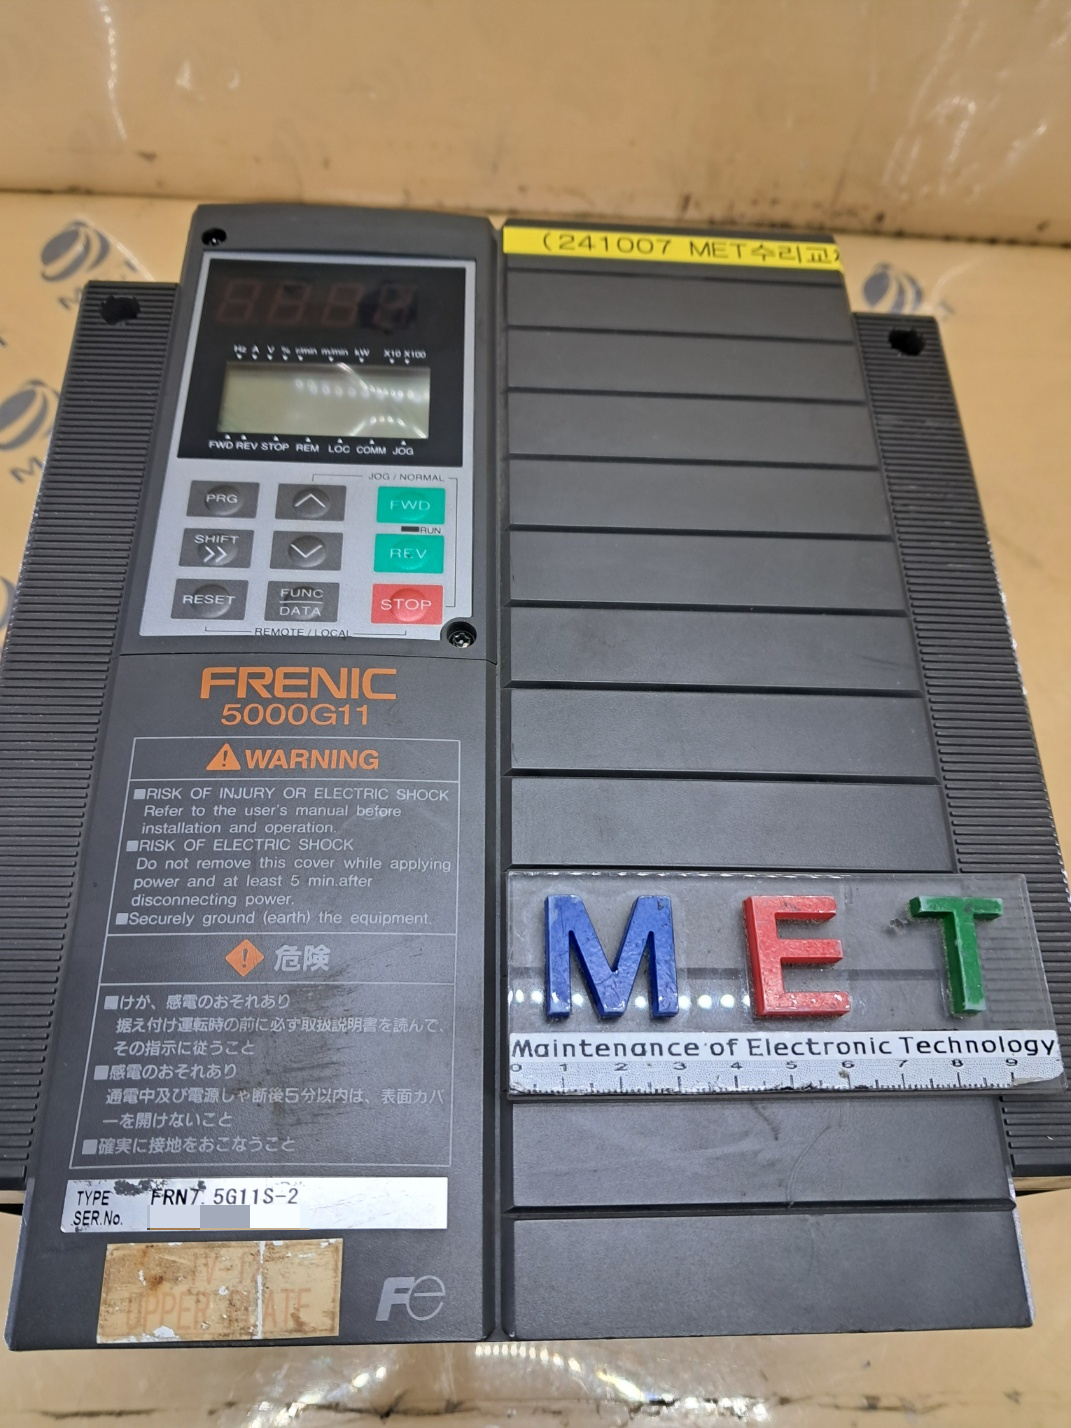 (241007 MET수리교
Hz A V % r/min m/min kW X10 X100
FWD REV STOP REM LOC COMM JOG
JOG / NORMAL
PRG
FWD
RUN
SHIFT
REV
RESET
FUNC
DATA
STOP
REMOTE / LOCAL
FRENIC
5000G11
WARNING
■RISK OF INJURY OR ELECTRIC SHOCK
Refer to the user's manual before
installation and operation.
■RISK OF ELECTRIC SHOCK
Do not remove this cover while applying
power and at least 5 min.after
disconnecting power.
■Securely ground (earth) the equipment.
危険
■けが、感電のおそれあり
据え付け運転時の前に必ず取扱説明書を読んで、
その指示に従うこと
■感電のおそれあり
通電中及び電源しゃ断後5分以内は、表面カバ
ーを開けないこと
■確実に接地をおこなうこと
MET
Maintenance of Electronic Technology
0 1 2 3 4 5 6 7 8 9
TYPE FRN7.5G11S-2
SER.No.
UPPER
Fe